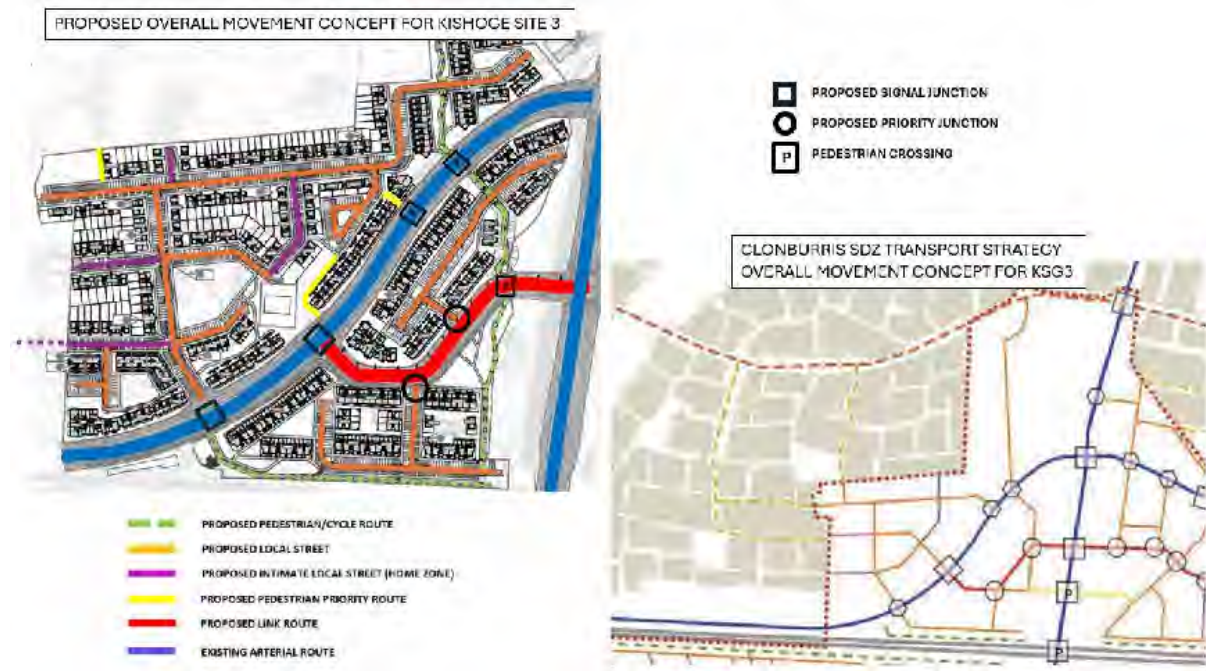 PROPOSED OVERALL MOVEMENT CONCEPT FOR KISHOGE SITE 3
PROPOSED SIGNAL JUNCTION
PROPOSED PRIORITY JUNCTION
P PEDESTRIAN CROSSING
CLONBURRIS SDZ TRANSPORT STRATEGY
OVERALL MOVEMENT CONCEPT FOR KSG3
P
P
P
P
P
PROPOSED PEDESTRIAN/CYCLE ROUTE
PROPOSED LOCAL STREET
PROPOSED INTIMATE LOCAL STREET (HOME ZONE)
PROPOSED PEDESTRIAN PRIORITY ROUTE
PROPOSED LINK ROUTE
EXISTING ARTERIAL ROUTE